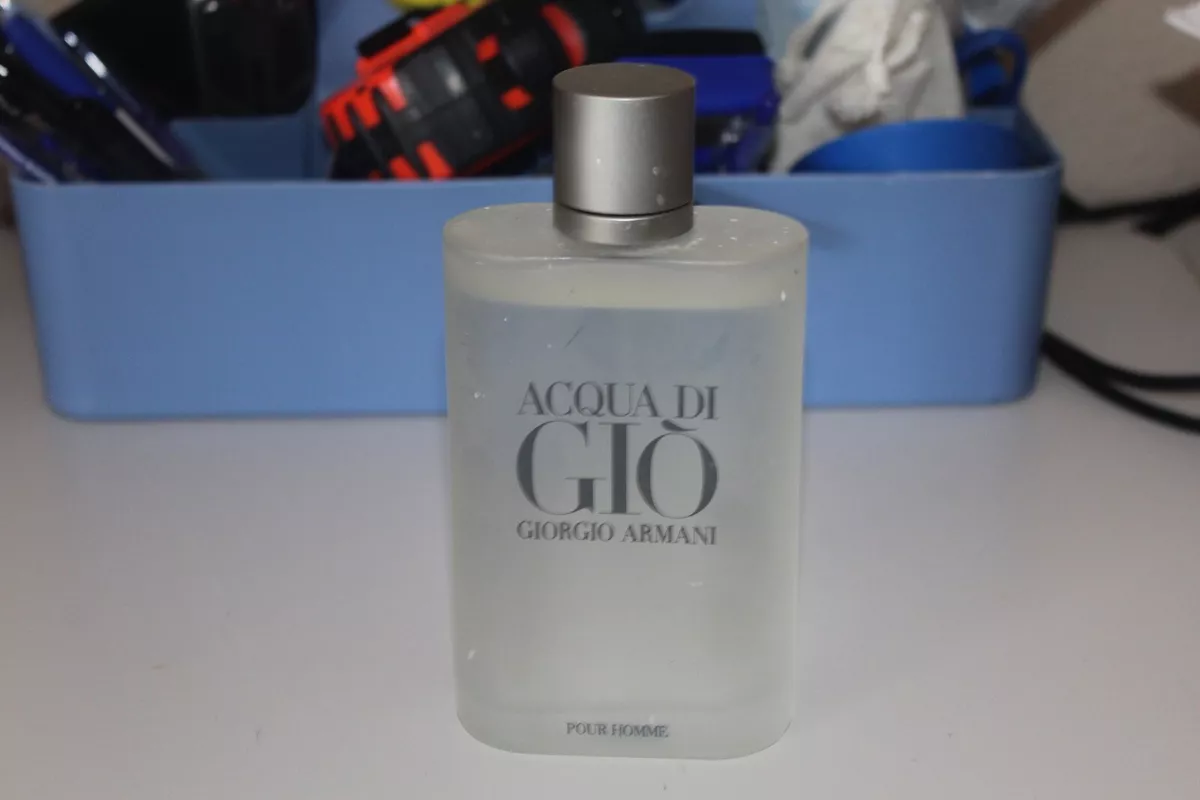 ACQUA DI
GIÒ
GIORGIO ARMANI
POUR HOMME